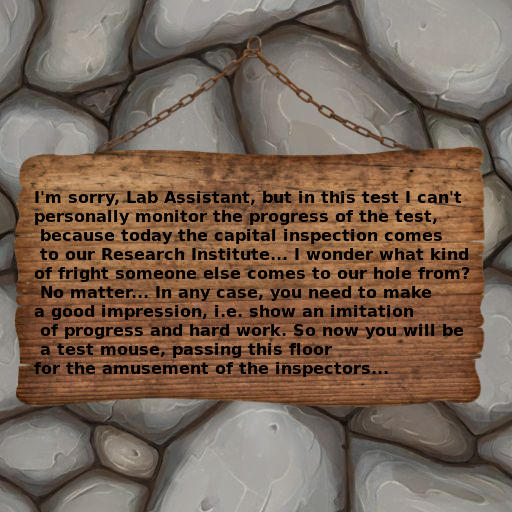 I'm sorry, Lab Assistant, but in this test I can't
personally monitor the progress of the test,
because today the capital inspection comes
to our Research Institute... I wonder what kind
of fright someone else comes to our hole from?
No matter... In any case, you need to make
a good impression, i.e. show an imitation
of progress and hard work. So now you will be
a test mouse, passing this floor
for the amusement of the inspectors...